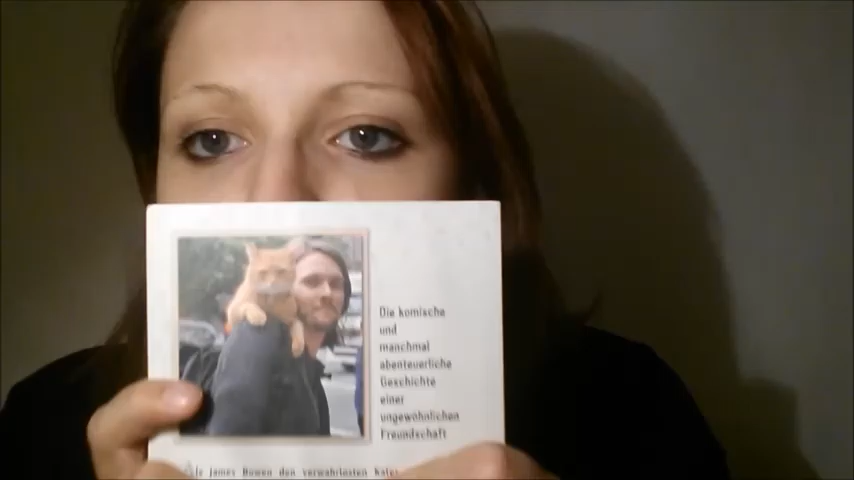 Die komische
und
manchmal
abenteuerliche
Geschichte
einer
ungewöhnlichen
Freundschaft
James Bowen den verwahrlosten Kater